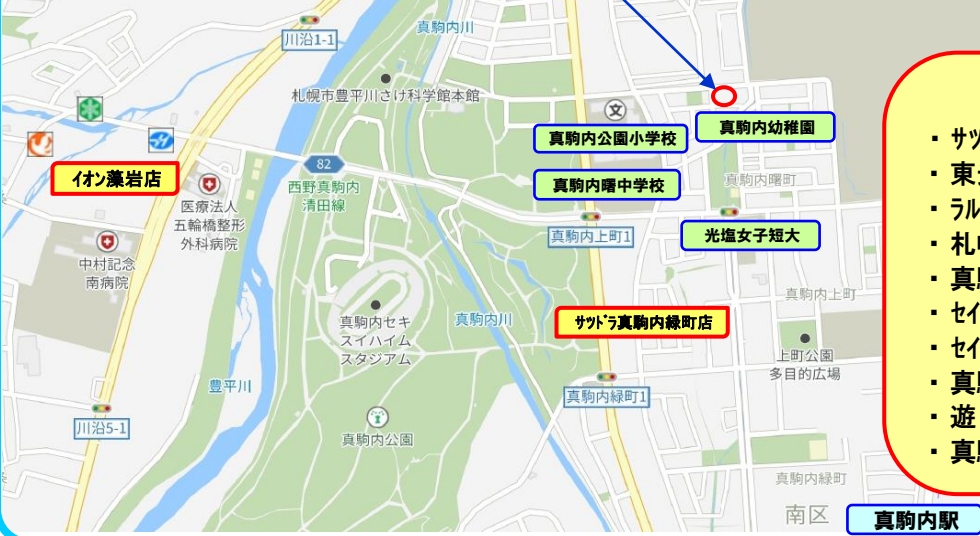 真駒内川
川沿1-1
札幌市豊平川さけ科学館本館
文
真駒内公園小学校
真駒内幼稚園
82
西野真駒内
清田線
イオン藻岩店
医療法人
五輪橋整形
外科病院
真駒内曙中学校
真駒内曙町
真駒内上町1
光塩女子短大
中村記念
南病院
真駒内セキ
スイハイム
スタジアム
真駒内川
サツドラ真駒内緑町店
真駒内上町
上町公園
多目的広場
豊平川
真駒内緑町1
川沿5-1
真駒内公園
真駒内緑町
南区
真駒内駅
・ サツ
・ 東
・ ラル
・ 札
・ 真
・ セイ
・ セイ
・ 真
・ 遊
・ 真